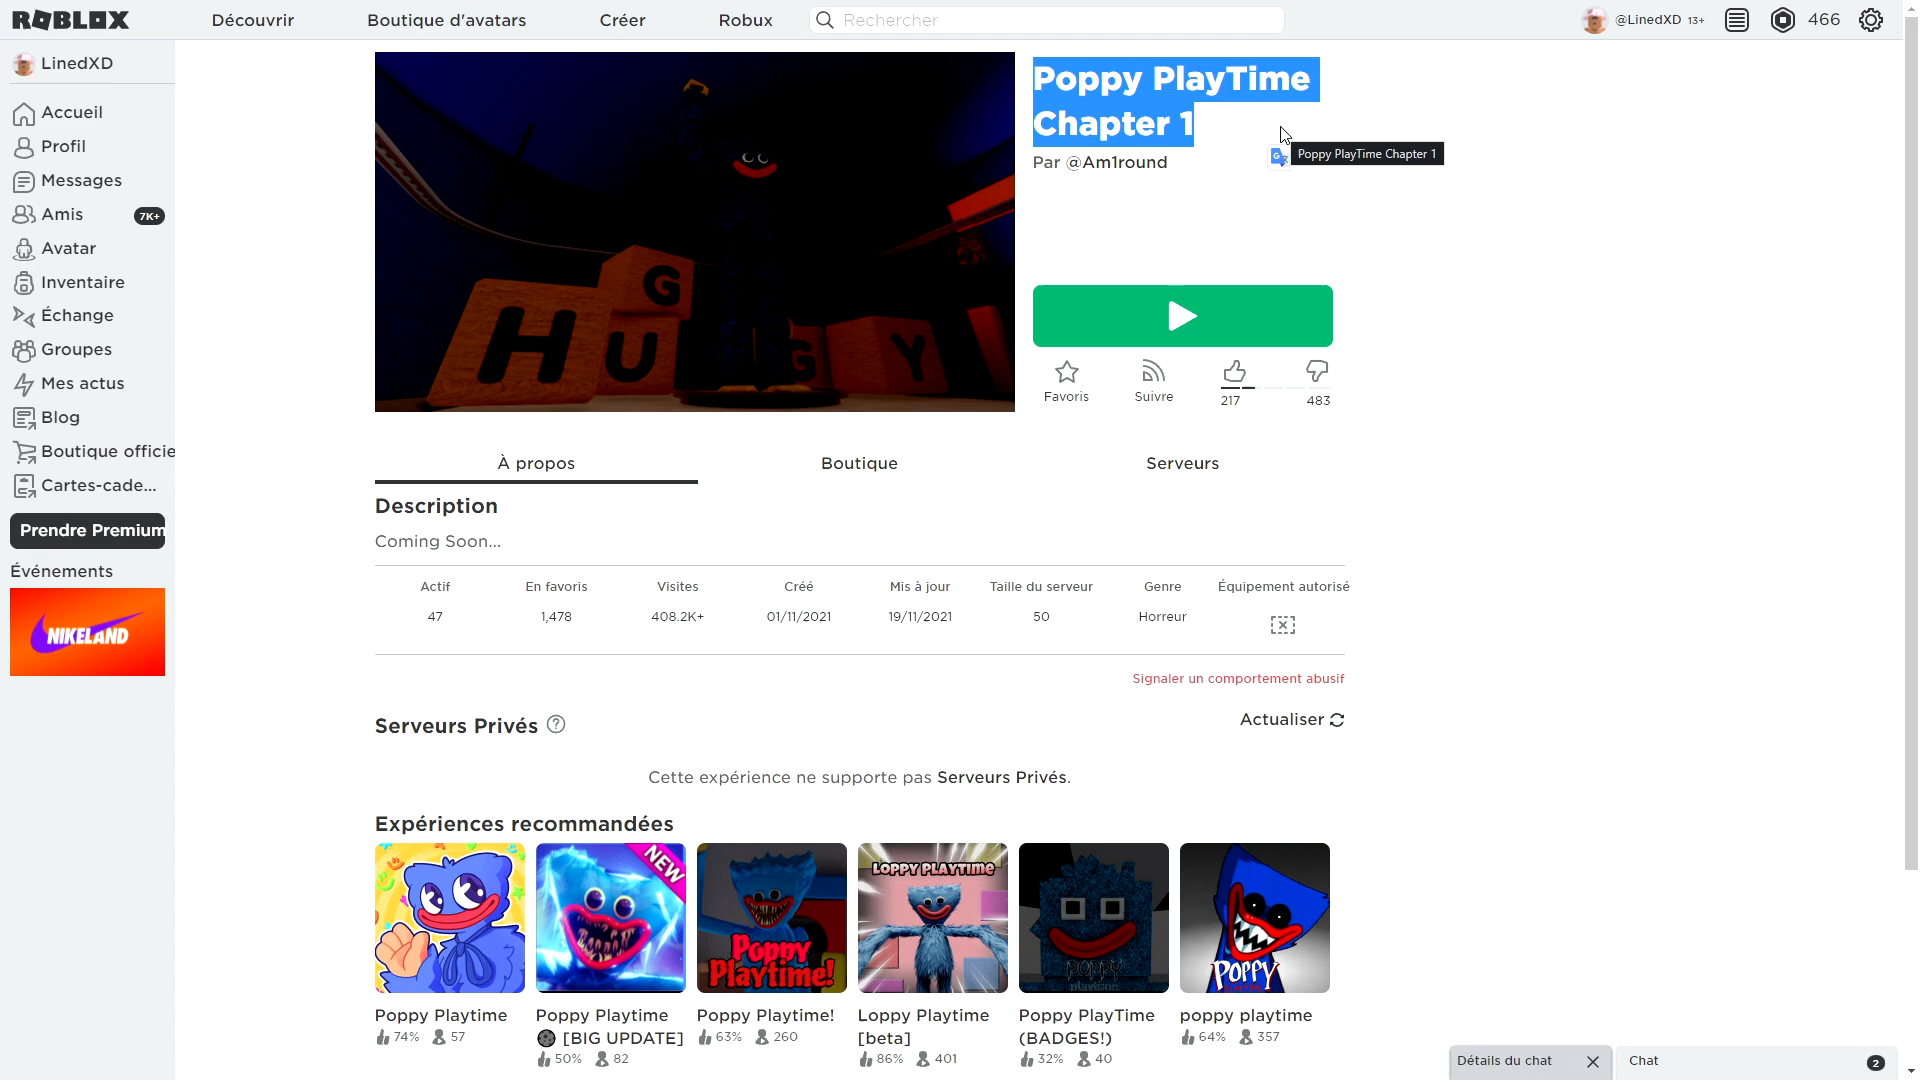 ROBLOX
Découvrir
Boutique d'avatars
Créer
Robux
Rechercher
@LinedXD 13+
466
LinedXD
Accueil
Profil
Messages
Amis
7K+
Avatar
Inventaire
Échange
Groupes
Mes actus
Blog
Boutique officie
Cartes-cade...
Prendre Premium
Événements
NIKELAND
H U G G Y
G
Poppy PlayTime
Chapter 1
Poppy PlayTime Chapter 1
Par @Am1round
Favoris
Suivre
217
483
À propos
Boutique
Serveurs
Description
Coming Soon...
Actif
En favoris
Visites
Créé
Mis à jour
Taille du serveur
Genre
Équipement autorisé
47
1,478
408.2K+
01/11/2021
19/11/2021
50
Horreur
Signaler un comportement abusif
Serveurs Privés
Actualiser
Cette expérience ne supporte pas Serveurs Privés.
Expériences recommandées
NEW
Poppy
Playtime!
LOPPY PLAYTIME
POPPY
playtime
POPPY
Poppy Playtime
74% 57
Poppy Playtime
[BIG UPDATE]
50% 82
Poppy Playtime!
63% 260
Loppy Playtime
[beta]
86% 401
Poppy PlayTime
(BADGES!)
32% 40
poppy playtime
64% 357
Détails du chat
Chat
2